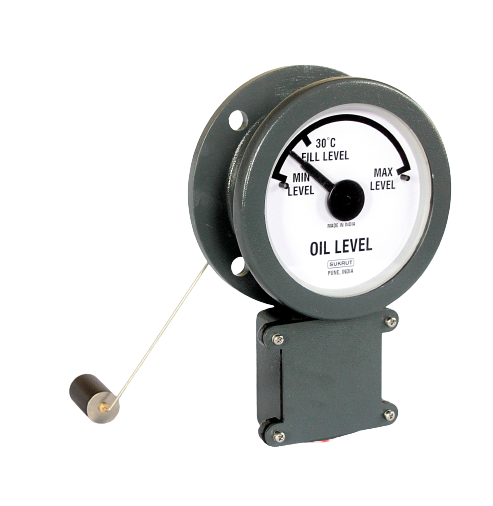 30°C
FILL LEVEL
MIN
LEVEL
MAX
LEVEL
MADE IN INDIA
OIL LEVEL
SUKRUT
PUNE, INDIA